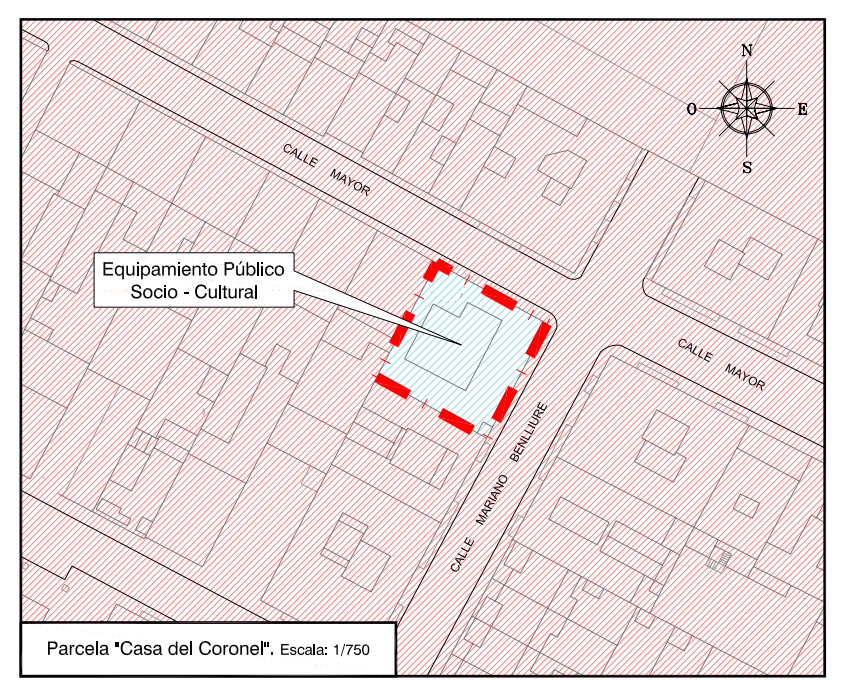 N
O
E
S
CALLE MAYOR
Equipamiento Público
Socio - Cultural
CALLE MAYOR
CALLE MARIANO BENLLIURE
Parcela "Casa del Coronel". Escala: 1/750